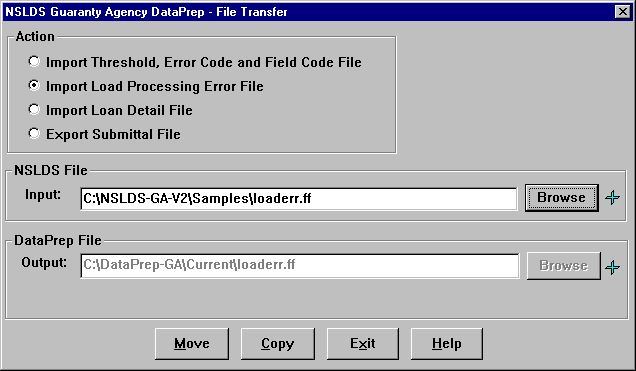 NSLDS Guaranty Agency DataPrep - File Transfer
Action
Import Threshold, Error Code and Field Code File
Import Load Processing Error File
Import Loan Detail File
Export Submittal File
NSLDS File
Input: C:\NSLDS-GA-V2\Samples\loaderr.ff Browse
DataPrep File
Output: C:\DataPrep-GA\Current\loaderr.ff Browse
Move Copy Exit Help